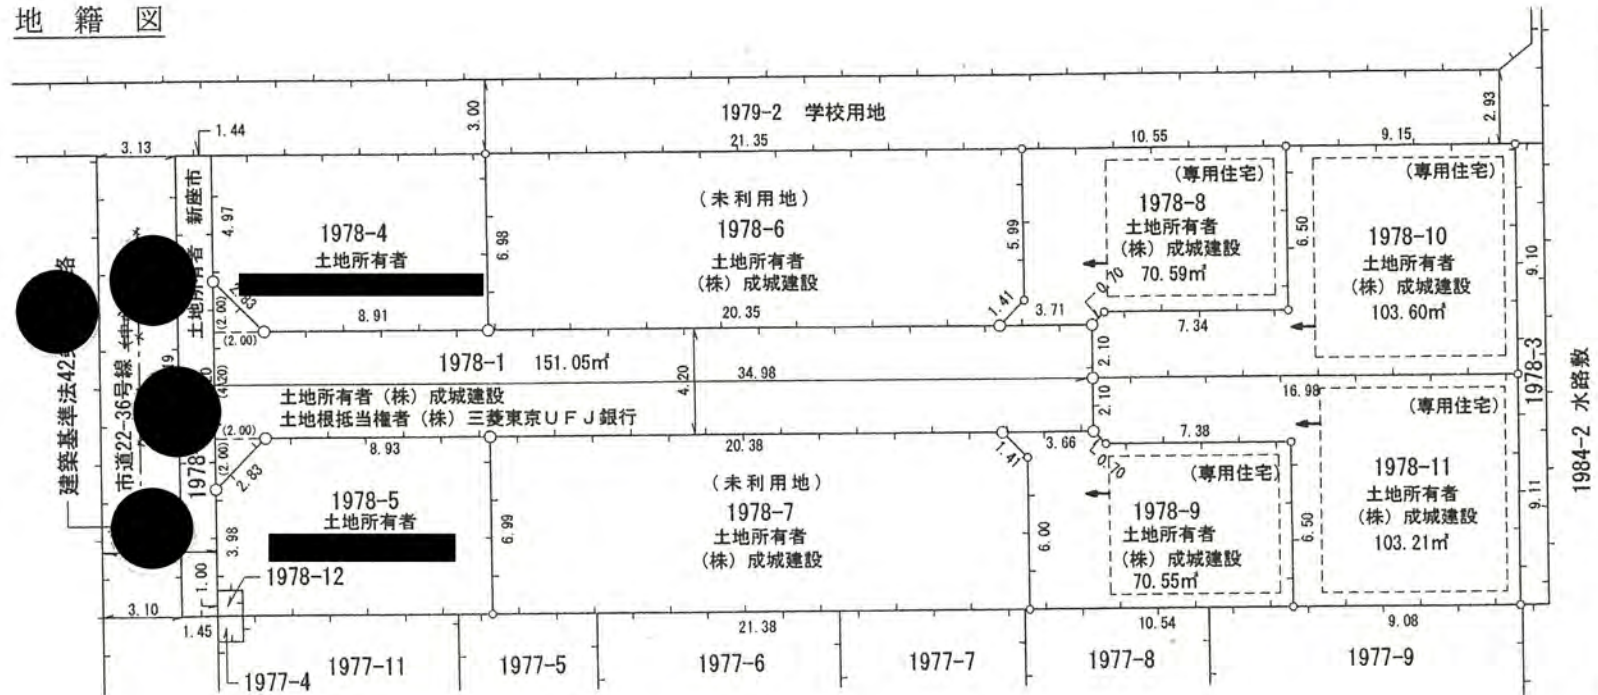 地籍図
1979-2 学校用地
3.00
2.93
1.44
3.13
21.35
10.55
9.15
土地所有者 新座市
4.97
1978-4
土地所有者
6.98
(未利用地)
1978-6
土地所有者
(株) 成城建設
5.99
(専用住宅)
1978-8
土地所有者
(株) 成城建設
70.59㎡
6.50
(専用住宅)
1978-10
土地所有者
(株) 成城建設
103.60㎡
9.10
(2.00)
(2.00)
8.91
20.35
1.41
3.71
0.70
7.34
1978-1 151.05㎡
4.20
34.98
2.10
2.10
16.98
1978-3
1984-2 水路敷
土地所有者 (株) 成城建設
土地根抵当権者 (株) 三菱東京UFJ銀行
(4.20)
(2.00)
(2.00)
2.83
8.93
20.38
1.41
3.66
0.70
7.38
建築基準法42
市道22-36号線
1978
1978-5
土地所有者
3.98
6.99
(未利用地)
1978-7
土地所有者
(株) 成城建設
6.00
(専用住宅)
1978-9
土地所有者
(株) 成城建設
70.55㎡
6.50
(専用住宅)
1978-11
土地所有者
(株) 成城建設
103.21㎡
9.11
1.00
1978-12
3.10
1.45
21.38
10.54
9.08
1977-4
1977-11
1977-5
1977-6
1977-7
1977-8
1977-9